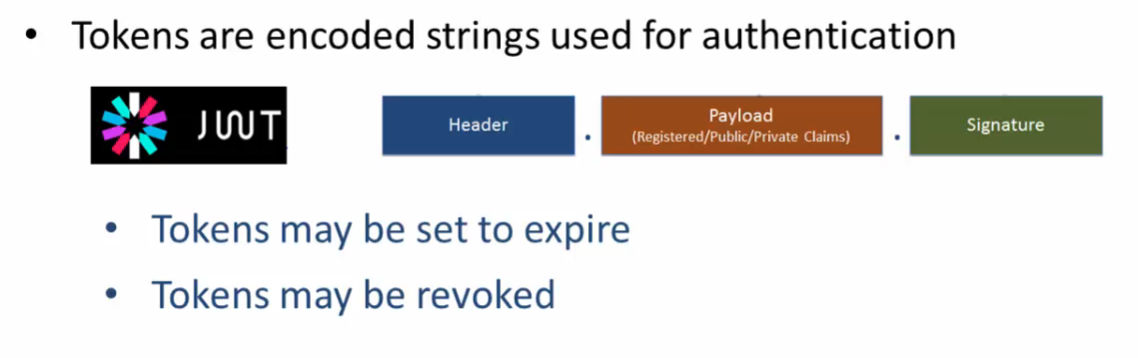 • Tokens are encoded strings used for authentication
JWT
Header . Payload . Signature
(Registered/Public/Private Claims)
• Tokens may be set to expire
• Tokens may be revoked